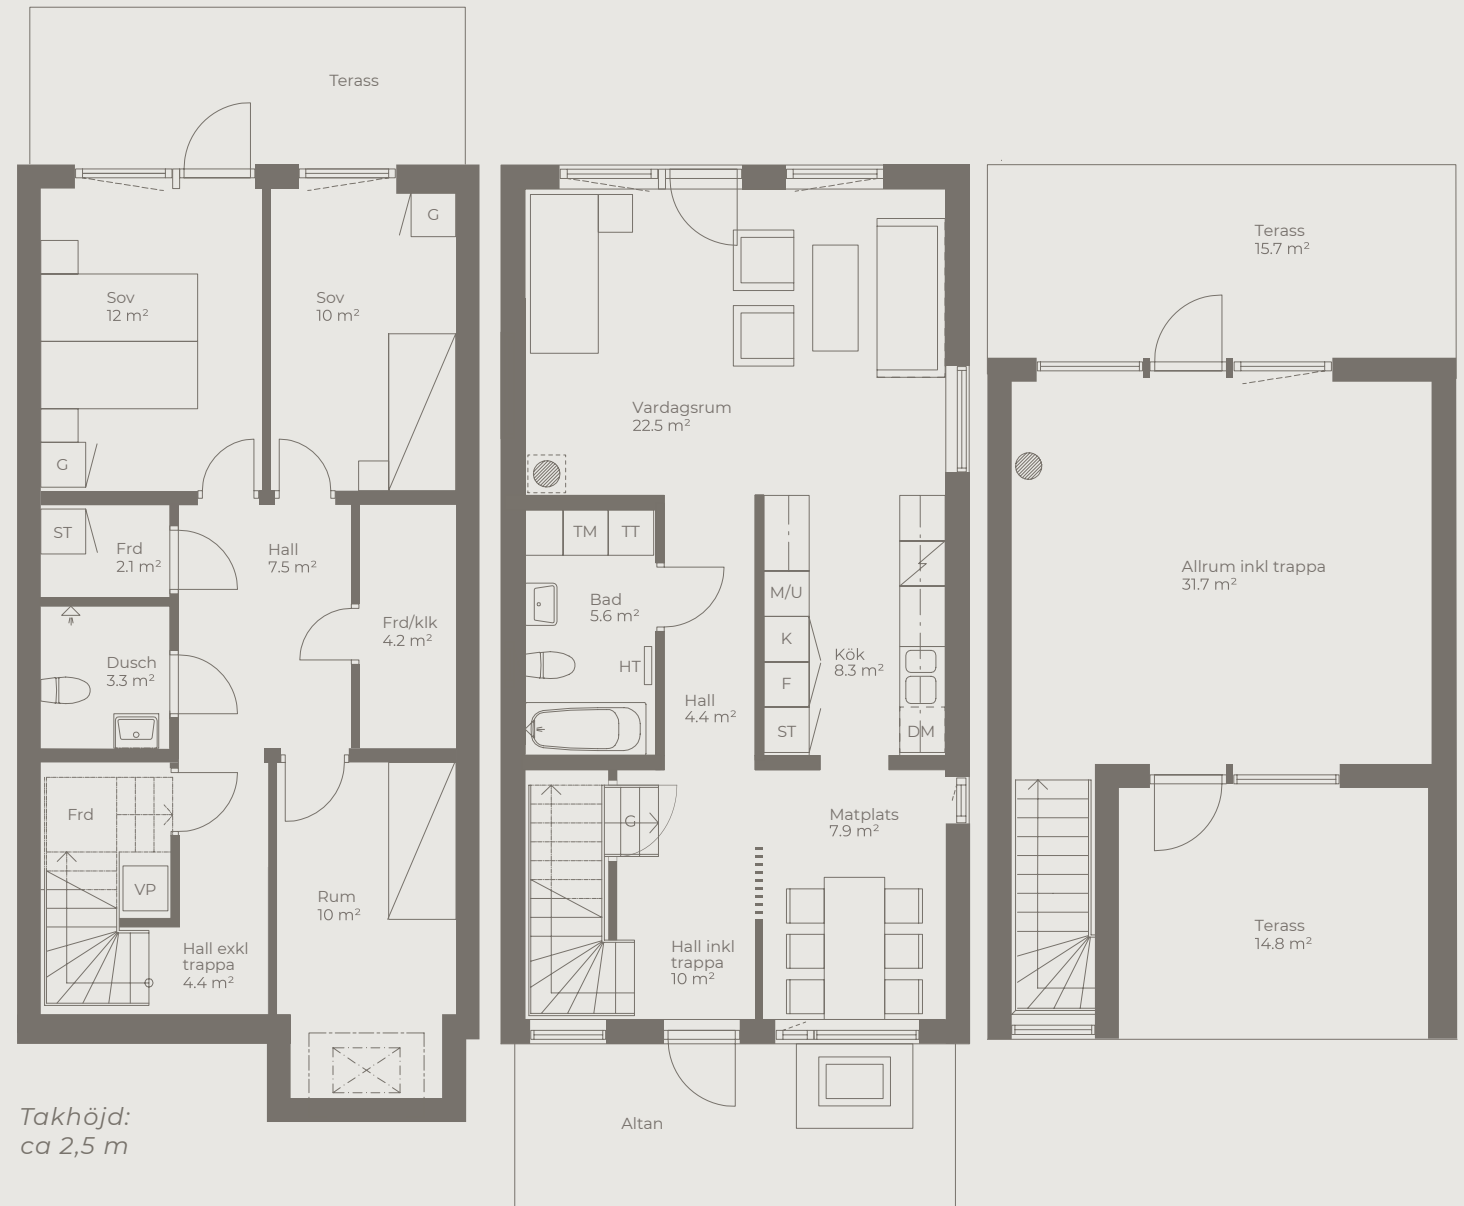 Terass
G
Sov
12 m²
Sov
10 m²
G
ST
Frd
2.1 m²
Hall
7.5 m²
Frd/klk
4.2 m²
Dusch
3.3 m²
Frd
VP
Rum
10 m²
Hall exkl
trappa
4.4 m²
Takhöjd:
ca 2,5 m
Vardagsrum
22.5 m²
TM
TT
Bad
5.6 m²
HT
M/U
K
F
ST
Kök
8.3 m²
DM
Hall
4.4 m²
G
Matplats
7.9 m²
Hall inkl
trappa
10 m²
Altan
Terass
15.7 m²
Allrum inkl trappa
31.7 m²
Terass
14.8 m²